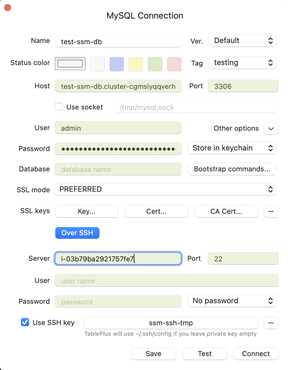 MySQL Connection
Name test-ssm-db Ver. Default
Status color Tag testing
Host test-ssm-db.cluster-cgmsiyqqverh Port 3306
Use socket /tmp/mysql.sock
User admin Other options
Password ●●●●●●●●●●●●●●●●●●●●●●●● Store in keychain
Database database name Bootstrap commands...
SSL mode PREFERRED
SSL keys Key... Cert... CA Cert...
Over SSH
Server i-03b79ba2921757fe7 Port 22
User user name
Password password No password
Use SSH key ssm-ssh-tmp
TablePlus will use ~/.ssh/config if you leave private key empty
Save Test Connect